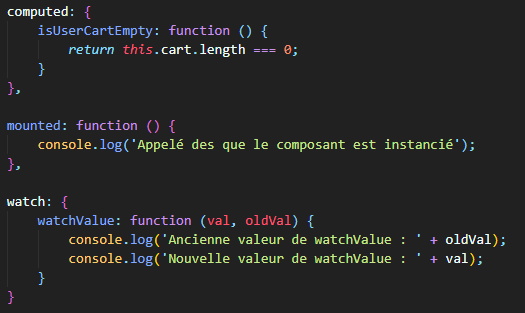 computed: {
    isUserCartEmpty: function () {
        return this.cart.length === 0;
    }
},

mounted: function () {
    console.log('Appelé des que le composant est instancié');
},

watch: {
    watchValue: function (val, oldVal) {
        console.log('Ancienne valeur de watchValue : ' + oldVal);
        console.log('Nouvelle valeur de watchValue : ' + val);
    }
}